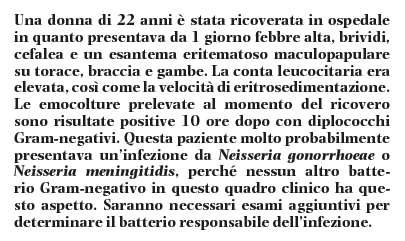 Una donna di 22 anni è stata ricoverata in ospedale
in quanto presentava da 1 giorno febbre alta, brividi,
cefalea e un esantema eritematoso maculopapulare
su torace, braccia e gambe. La conta leucocitaria era
elevata, così come la velocità di eritrosedimentazione.
Le emocolture prelevate al momento del ricovero
sono risultate positive 10 ore dopo con diplococchi
Gram-negativi. Questa paziente molto probabilmente
presentava un'infezione da Neisseria gonorrhoeae o
Neisseria meningitidis, perché nessun altro batte-
rio Gram-negativo in questo quadro clinico ha que-
sto aspetto. Saranno necessari esami aggiuntivi per
determinare il batterio responsabile dell'infezione.